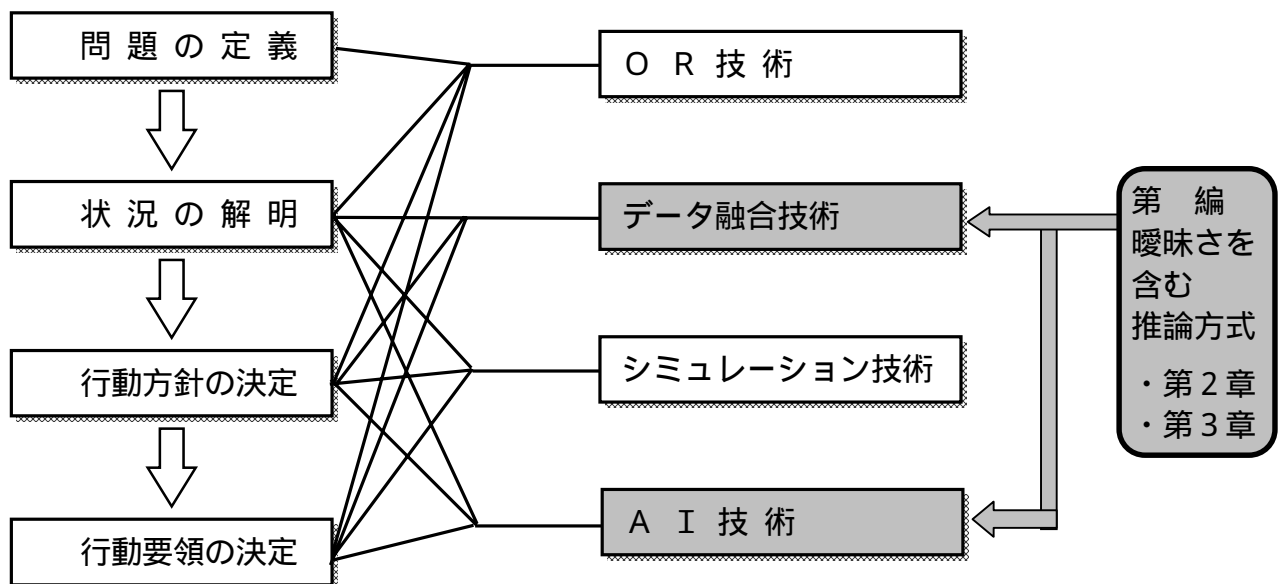 問題の定義
状況の解明
行動方針の決定
行動要領の決定
OR技術
データ融合技術
シミュレーション技術
AI技術
第　編
曖昧さを
含む
推論方式
・第2章
・第3章